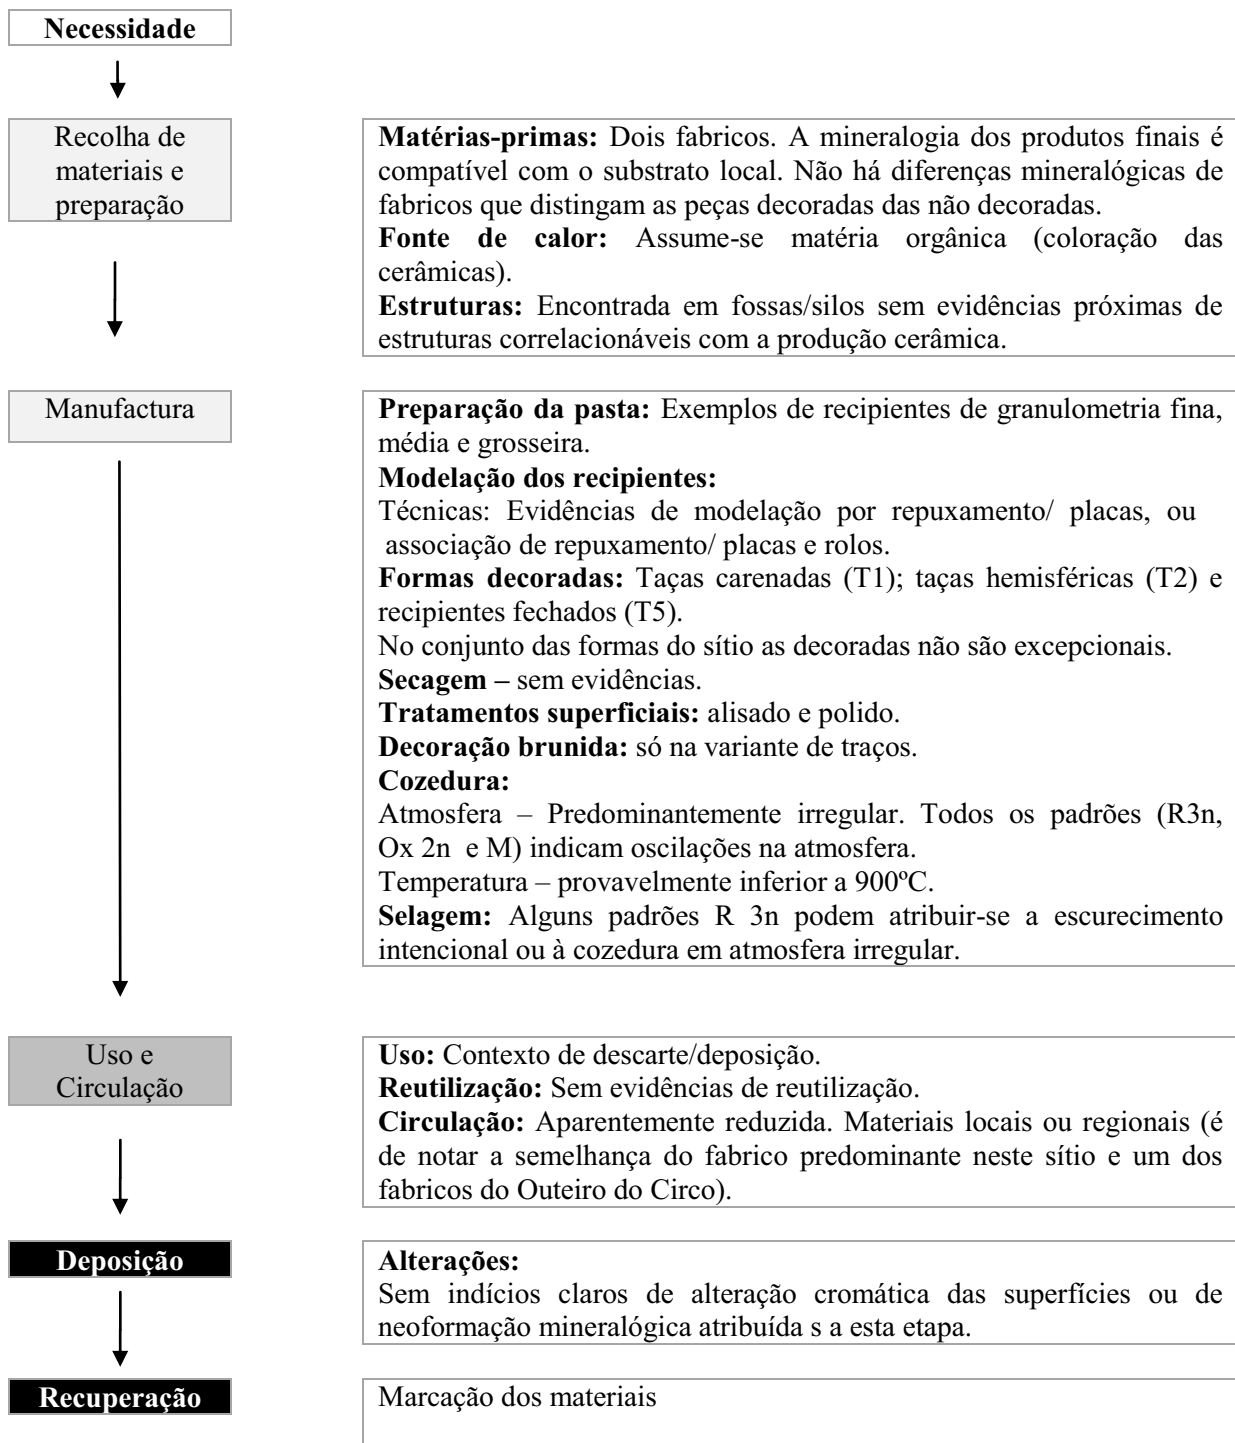 Necessidade
Recolha de
materiais e
preparação
Matérias-primas: Dois fabricos. A mineralogia dos produtos finais é
compatível com o substrato local. Não há diferenças mineralógicas de
fabricos que distingam as peças decoradas das não decoradas.
Fonte de calor: Assume-se matéria orgânica (coloração das
cerâmicas).
Estruturas: Encontrada em fossas/silos sem evidências próximas de
estruturas correlacionáveis com a produção cerâmica.
Manufactura
Preparação da pasta: Exemplos de recipientes de granulometria fina,
média e grosseira.
Modelação dos recipientes:
Técnicas: Evidências de modelação por repuxamento/ placas, ou
associação de repuxamento/ placas e rolos.
Formas decoradas: Taças carenadas (T1); taças hemisféricas (T2) e
recipientes fechados (T5).
No conjunto das formas do sítio as decoradas não são excepcionais.
Secagem – sem evidências.
Tratamentos superficiais: alisado e polido.
Decoração brunida: só na variante de traços.
Cozedura:
Atmosfera – Predominantemente irregular. Todos os padrões (R3n,
Ox 2n e M) indicam oscilações na atmosfera.
Temperatura – provavelmente inferior a 900ºC.
Selagem: Alguns padrões R 3n podem atribuir-se a escurecimento
intencional ou à cozedura em atmosfera irregular.
Uso e
Circulação
Uso: Contexto de descarte/deposição.
Reutilização: Sem evidências de reutilização.
Circulação: Aparentemente reduzida. Materiais locais ou regionais (é
de notar a semelhança do fabrico predominante neste sítio e um dos
fabricos do Outeiro do Circo).
Deposição
Alterações:
Sem indícios claros de alteração cromática das superfícies ou de
neoformação mineralógica atribuída s a esta etapa.
Recuperação
Marcação dos materiais